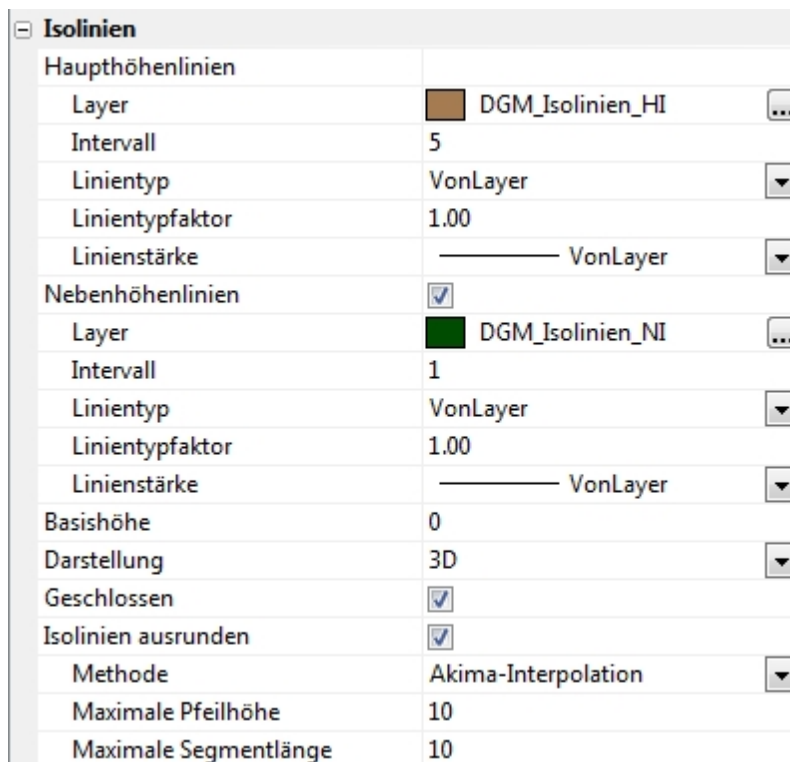 Isolinien
Haupthöhenlinien
Layer DGM_Isolinien_HI ...
Intervall 5
Linientyp VonLayer
Linientypfaktor 1.00
Linienstärke VonLayer
Nebenhöhenlinien
Layer DGM_Isolinien_NI ...
Intervall 1
Linientyp VonLayer
Linientypfaktor 1.00
Linienstärke VonLayer
Basishöhe 0
Darstellung 3D
Geschlossen
Isolinien ausrunden
Methode Akima-Interpolation
Maximale Pfeilhöhe 10
Maximale Segmentlänge 10